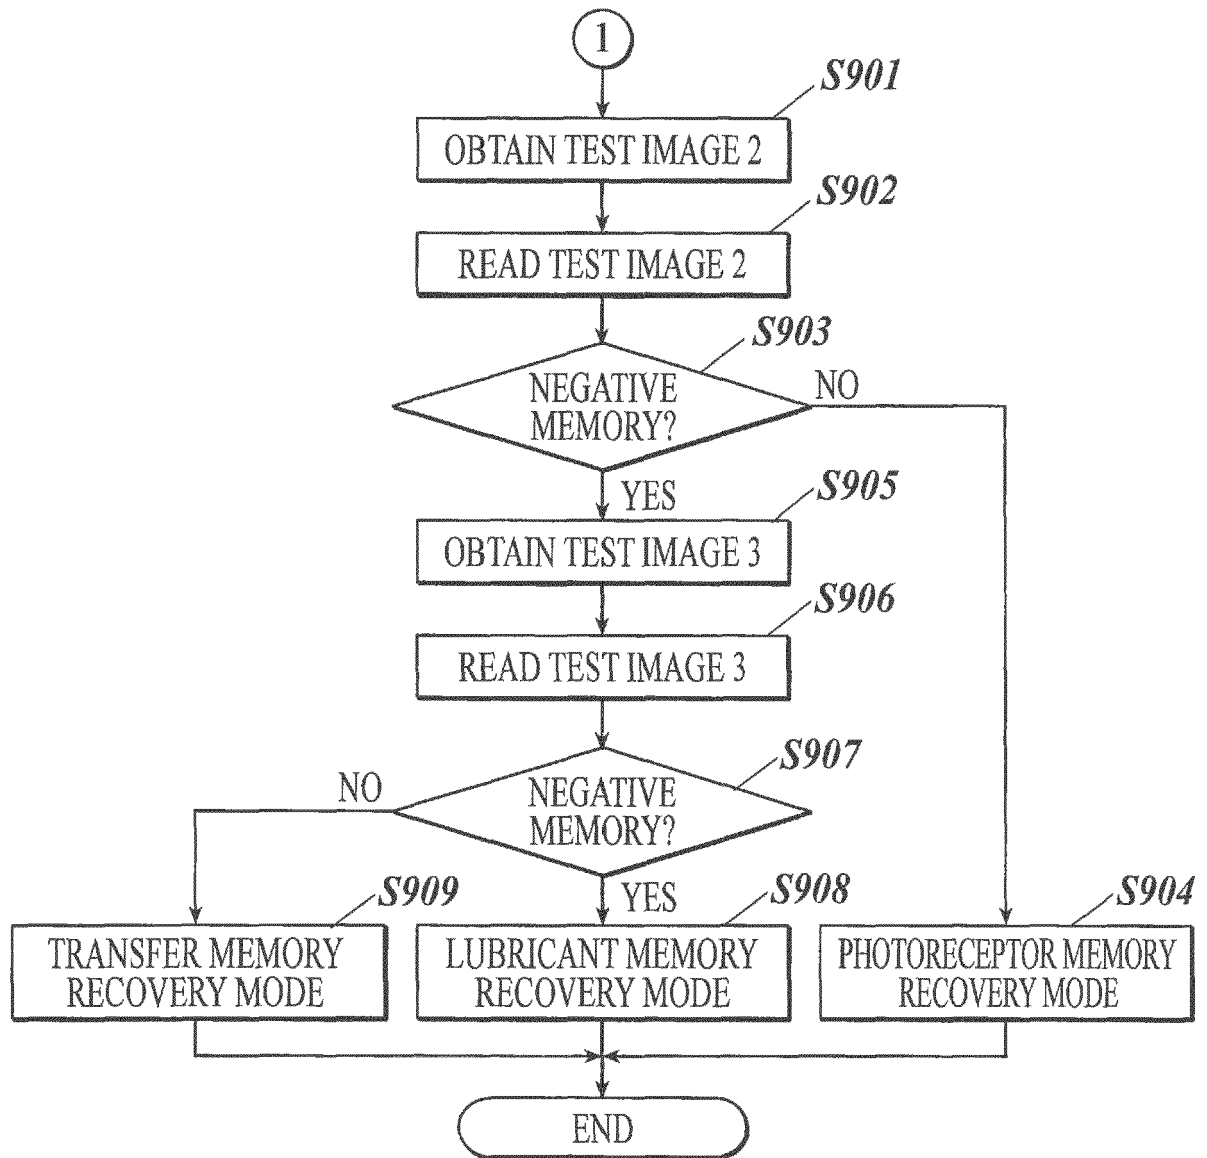 1
S901
OBTAIN TEST IMAGE 2
S902
READ TEST IMAGE 2
S903
NEGATIVE
MEMORY?
NO
YES
S905
OBTAIN TEST IMAGE 3
S906
READ TEST IMAGE 3
S907
NEGATIVE
MEMORY?
NO
YES
S909
TRANSFER MEMORY
RECOVERY MODE
S908
LUBRICANT MEMORY
RECOVERY MODE
S904
PHOTORECEPTOR MEMORY
RECOVERY MODE
END